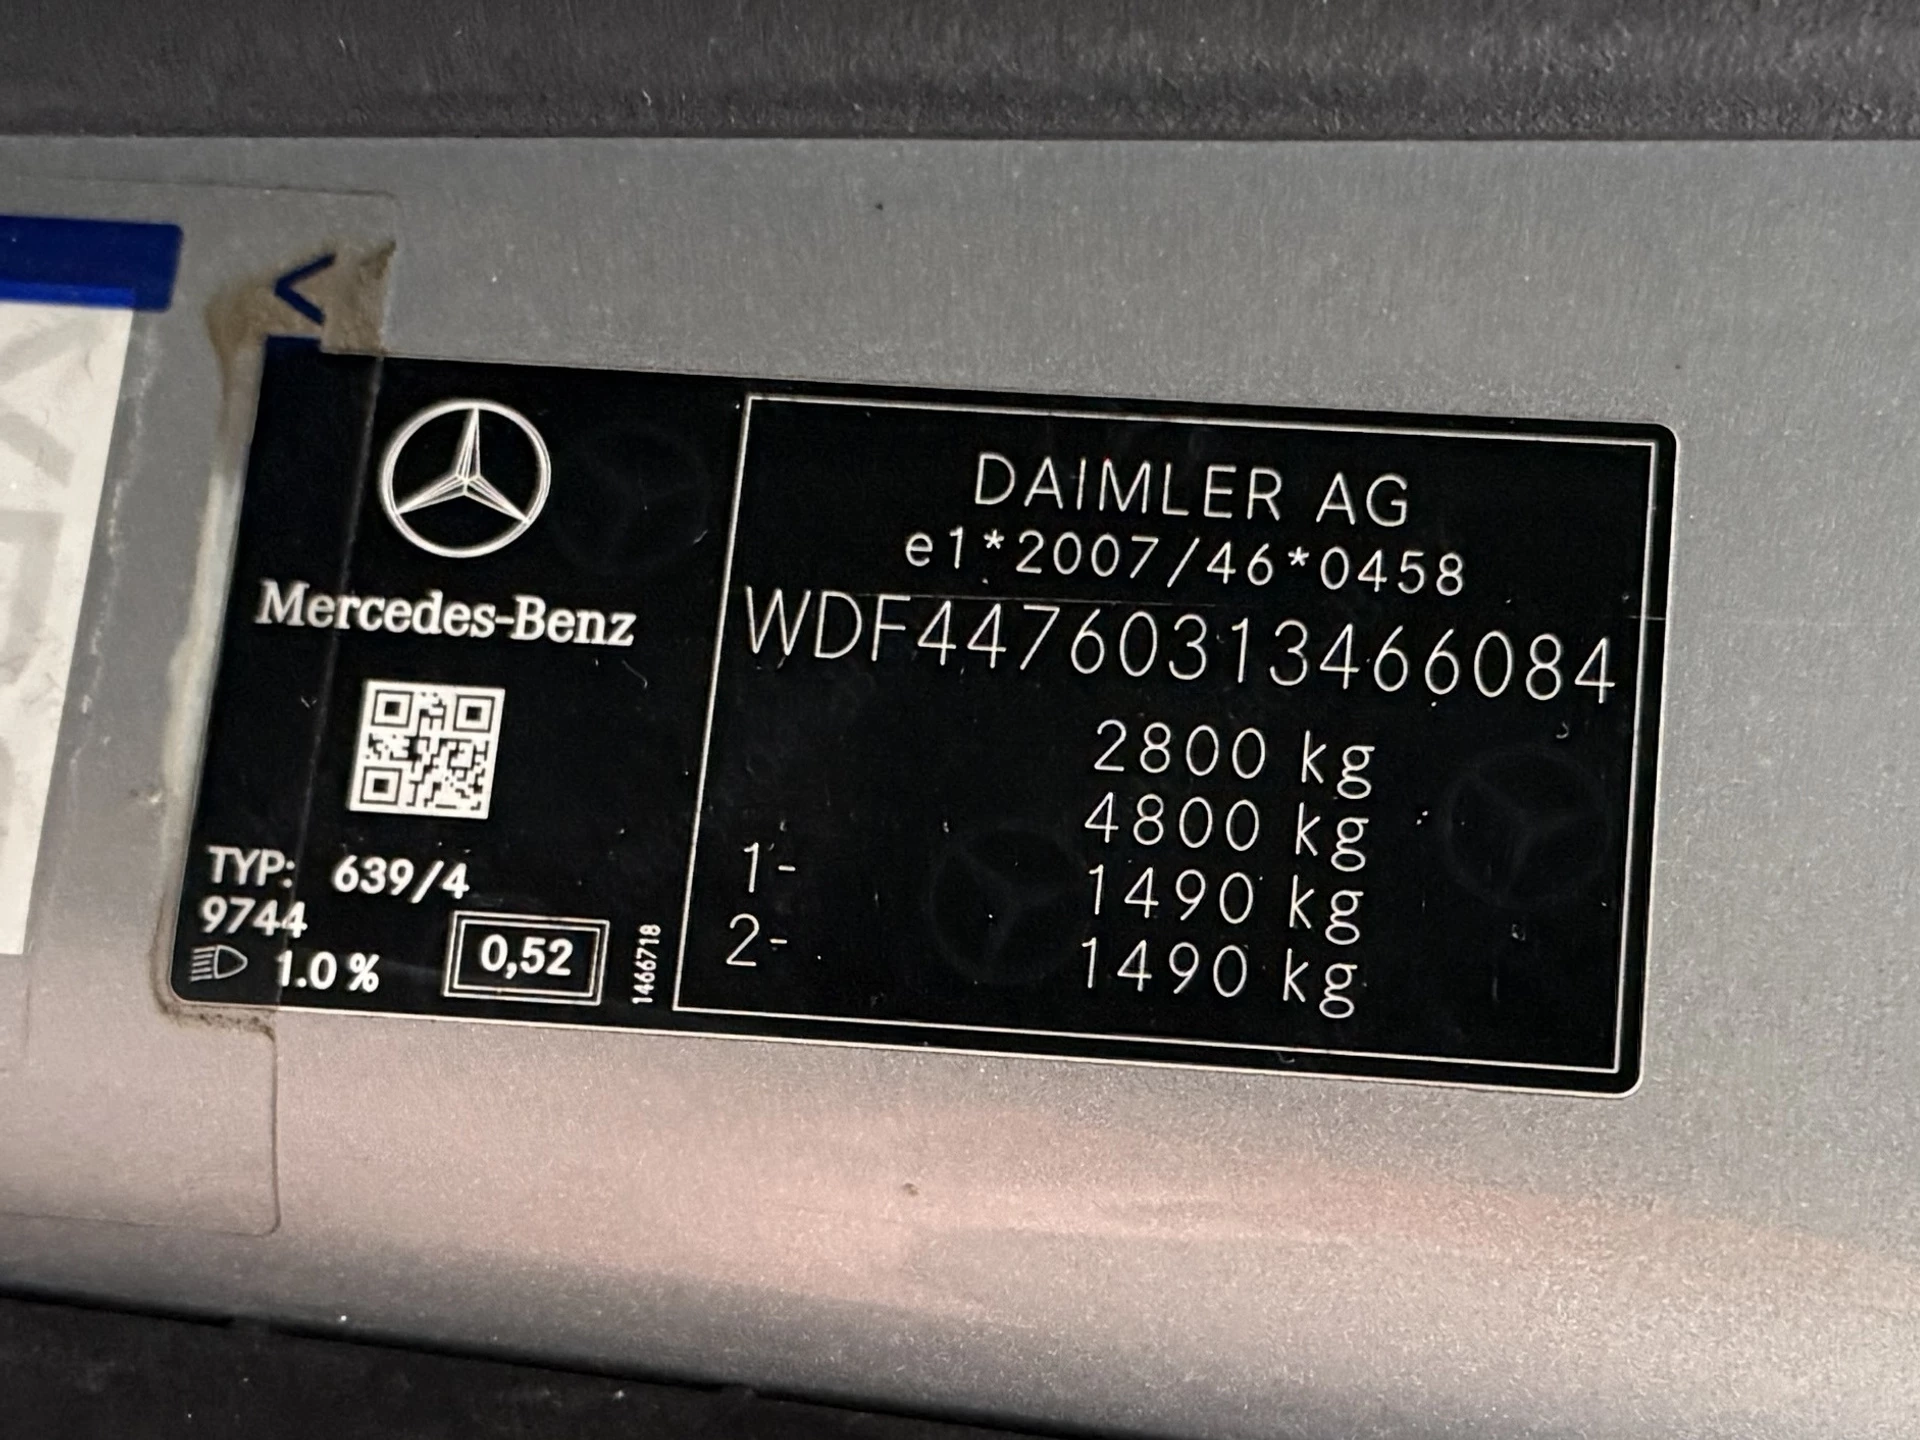 Mercedes-Benz
TYP: 639/4
9744
1.0 %
0,52
1466718
DAIMLER AG
e1*2007/46*0458
WDF44760313466084
2800 kg
4800 kg
1- 1490 kg
2- 1490 kg